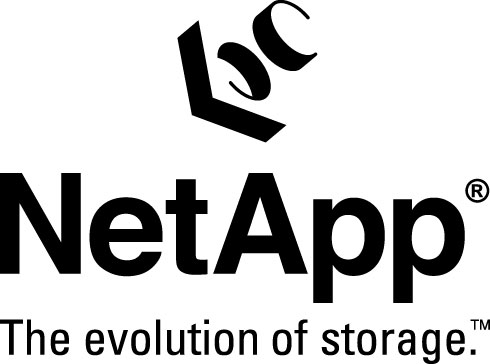 NetApp®
The evolution of storage.™